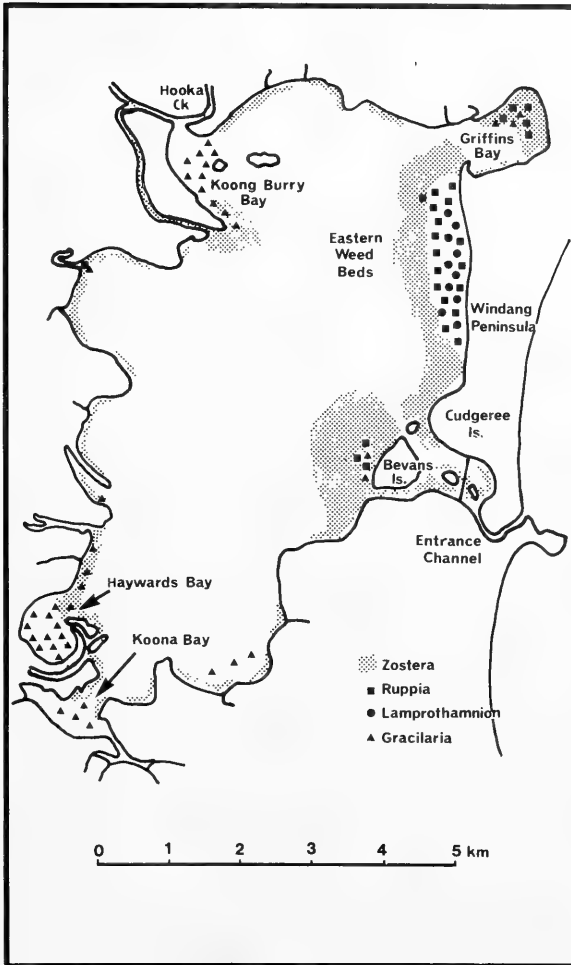 Hooka
Ck
Griffins
Bay
Koong Burry
Bay
Eastern
Weed
Beds
Windang
Peninsula
Cudgeree
Is.
Bevans
Is.
Entrance
Channel
Haywards Bay
Koona Bay
Zostera
Ruppia
Lamprothamnion
Gracilaria
0 1 2 3 4 5 km